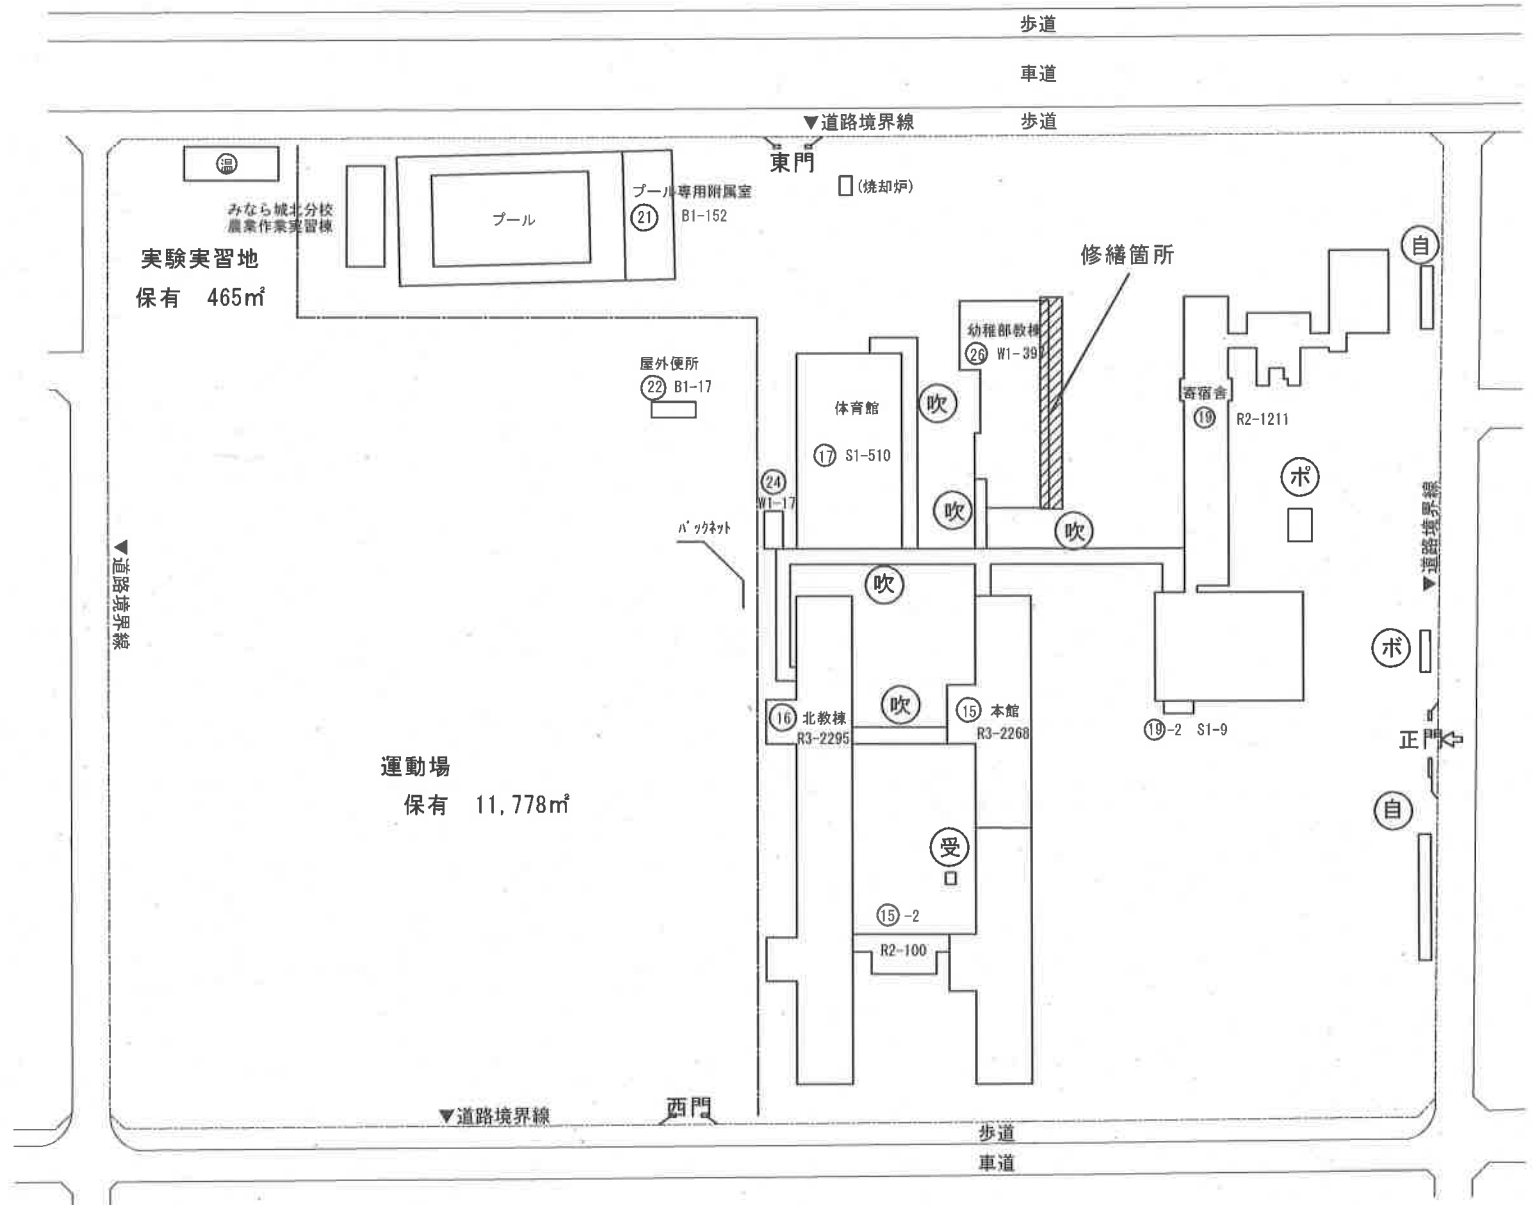 歩道
車道
▼道路境界線
歩道
東門
(焼却炉)
温
みなら城北分校
農業作業実習棟
実験実習地
保有 465㎡
プール
プール専用附属室
21 B1-152
修繕箇所
自
屋外便所
22 B1-17
幼稚部教棟
26 W1-39
体育館
17 S1-510
吹
寄宿舎
19 R2-1211
ポ
24
W1-17
吹
吹
バックネット
▼道路境界線
▼道路境界線
吹
ボ
吹
16 北教棟
R3-2295
15 本館
R3-2268
19-2 S1-9
正門
運動場
保有 11,778㎡
自
受
15-2
R2-100
西門
▼道路境界線
歩道
車道